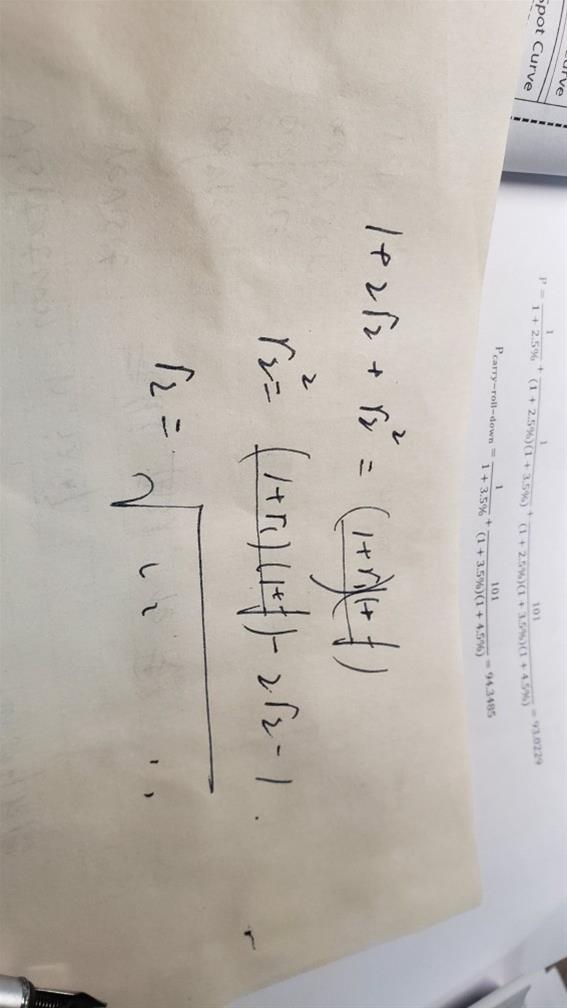 Curve
Spot Curve
P = 1/(1 + 2.5%) + 1/((1 + 2.5%)(1 + 3.5%)) + 101/((1 + 2.5%)(1 + 3.5%)(1 + 4.5%)) = 93.0229
P carry−roll−down = 1/(1 + 3.5%) + 101/((1 + 3.5%)(1 + 4.5%)) = 94.3485
1 + 2r2 + r2² = (1+r1)(1+f)
r2² = (1+r1)(1+f) - 2r2 - 1
r2 = √ " "